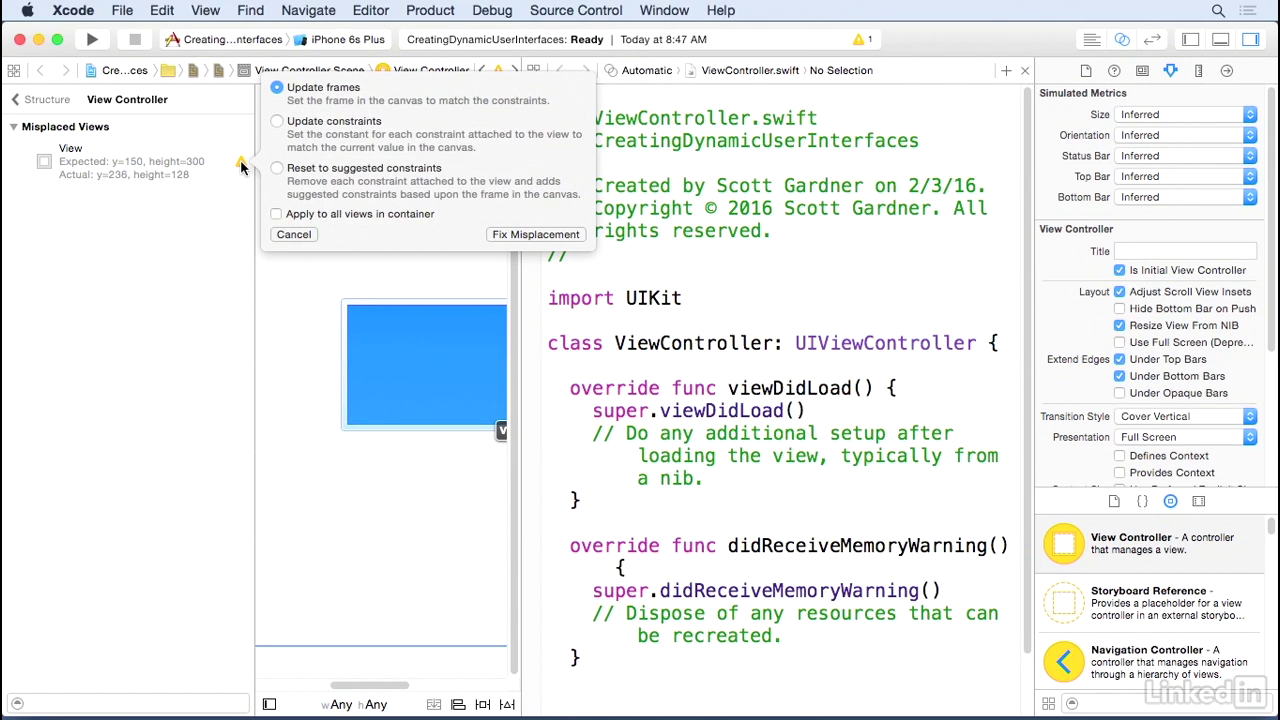 Xcode File Edit View Find Navigate Editor Product Debug Source Control Window Help
Creating...nterfaces iPhone 6s Plus CreatingDynamicUserInterfaces: Ready Today at 8:47 AM 1
Cre...ces View Controller Scene View Controller Automatic ViewController.swift No Selection
Structure View Controller
Misplaced Views
View
Expected: y=150, height=300
Actual: y=236, height=128
Update frames
Set the frame in the canvas to match the constraints.
Update constraints
Set the constant for each constraint attached to the view to
match the current value in the canvas.
Reset to suggested constraints
Remove each constraint attached to the view and adds
suggested constraints based upon the frame in the canvas.
Apply to all views in container
Cancel Fix Misplacement
wAny hAny
ViewController.swift
CreatingDynamicUserInterfaces
Created by Scott Gardner on 2/3/16.
Copyright © 2016 Scott Gardner. All
rights reserved.
//
import UIKit
class ViewController: UIViewController {
override func viewDidLoad() {
super.viewDidLoad()
// Do any additional setup after
loading the view, typically from
a nib.
}
override func didReceiveMemoryWarning()
{
super.didReceiveMemoryWarning()
// Dispose of any resources that can
be recreated.
}
Simulated Metrics
Size Inferred
Orientation Inferred
Status Bar Inferred
Top Bar Inferred
Bottom Bar Inferred
View Controller
Title
Is Initial View Controller
Layout Adjust Scroll View Insets
Hide Bottom Bar on Push
Resize View From NIB
Use Full Screen (Depre...
Extend Edges Under Top Bars
Under Bottom Bars
Under Opaque Bars
Transition Style Cover Vertical
Presentation Full Screen
Defines Context
Provides Context
View Controller - A controller
that manages a view.
Storyboard Reference -
Provides a placeholder for a view
controller in an external storybo...
Navigation Controller - A
controller that manages navigation
through a hierarchy of views.
LinkedIn